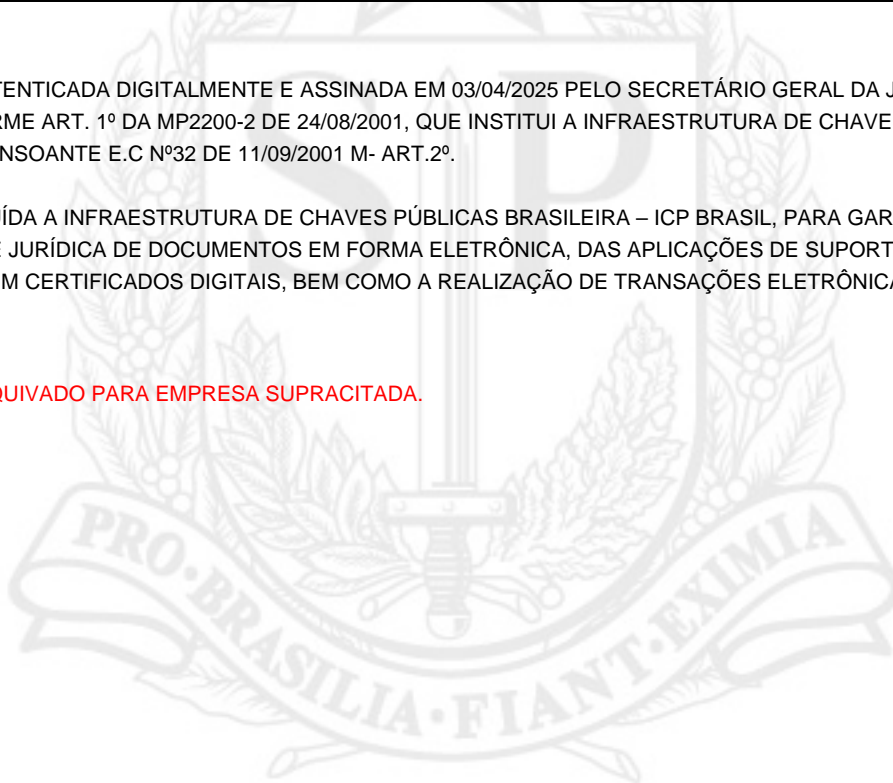 TENTICADA DIGITALMENTE E ASSINADA EM 03/04/2025 PELO SECRETÁRIO GERAL DA J
RME ART. 1º DA MP2200-2 DE 24/08/2001, QUE INSTITUI A INFRAESTRUTURA DE CHAVE
NSOANTE E.C Nº32 DE 11/09/2001 M- ART.2º.
ÍDA A INFRAESTRUTURA DE CHAVES PÚBLICAS BRASILEIRA – ICP BRASIL, PARA GAR
E JURÍDICA DE DOCUMENTOS EM FORMA ELETRÔNICA, DAS APLICAÇÕES DE SUPORT
M CERTIFICADOS DIGITAIS, BEM COMO A REALIZAÇÃO DE TRANSAÇÕES ELETRÔNICA
QUIVADO PARA EMPRESA SUPRACITADA.
SP
PRO·BRASILIA·FIANT·EXIMIA